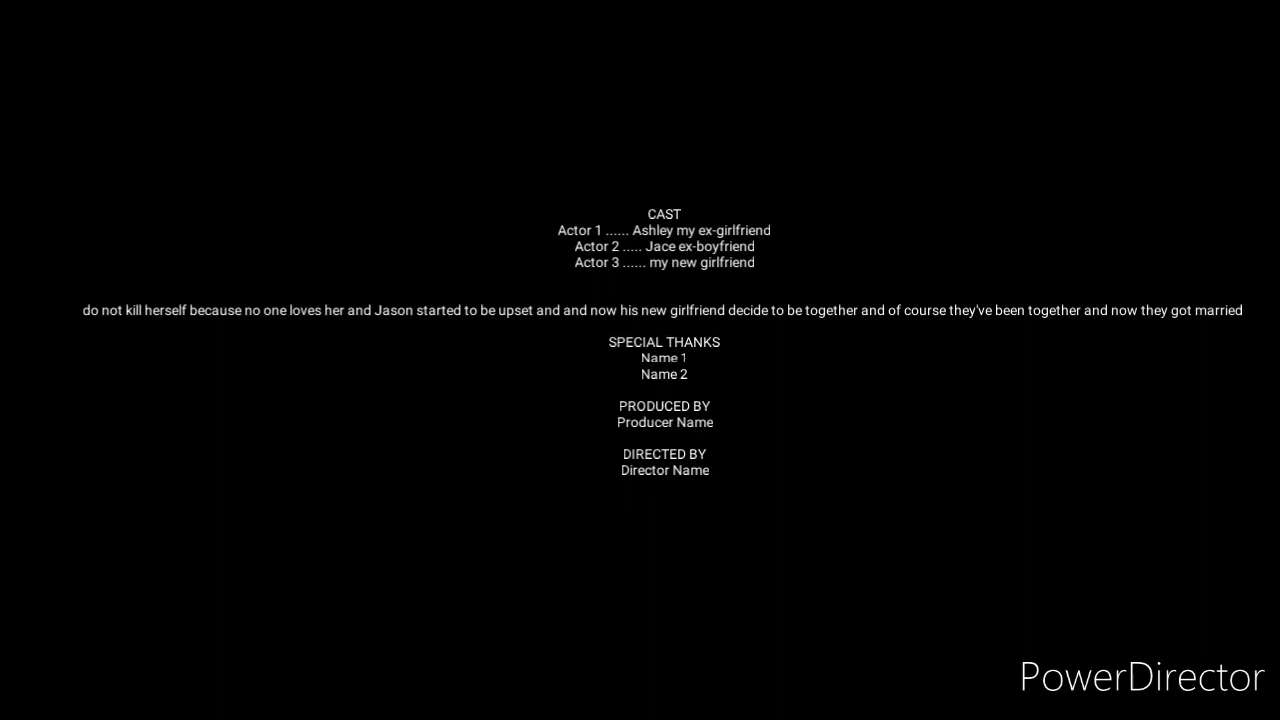 CAST
Actor 1 ...... Ashley my ex-girlfriend
Actor 2 ..... Jace ex-boyfriend
Actor 3 ...... my new girlfriend
do not kill herself because no one loves her and Jason started to be upset and and now his new girlfriend decide to be together and of course they've been together and now they got married
SPECIAL THANKS
Name 1
Name 2
PRODUCED BY
Producer Name
DIRECTED BY
Director Name
PowerDirector